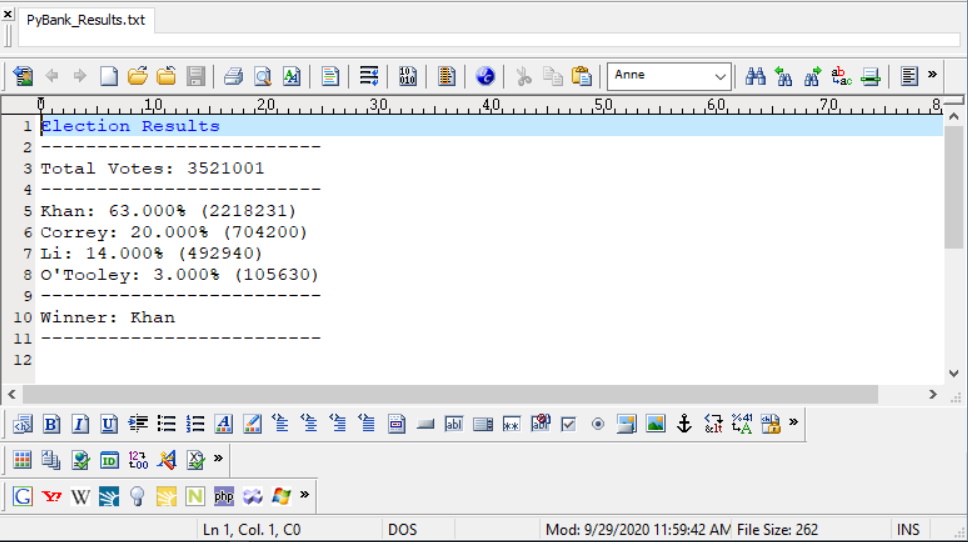 PyBank_Results.txt
Anne
0 10 20 30 40 50 60 70 8
1 Election Results
2 -------------------------
3 Total Votes: 3521001
4 -------------------------
5 Khan: 63.000% (2218231)
6 Correy: 20.000% (704200)
7 Li: 14.000% (492940)
8 O'Tooley: 3.000% (105630)
9 -------------------------
10 Winner: Khan
11 -------------------------
12
Ln 1, Col. 1, C0 DOS Mod: 9/29/2020 11:59:42 AM File Size: 262 INS